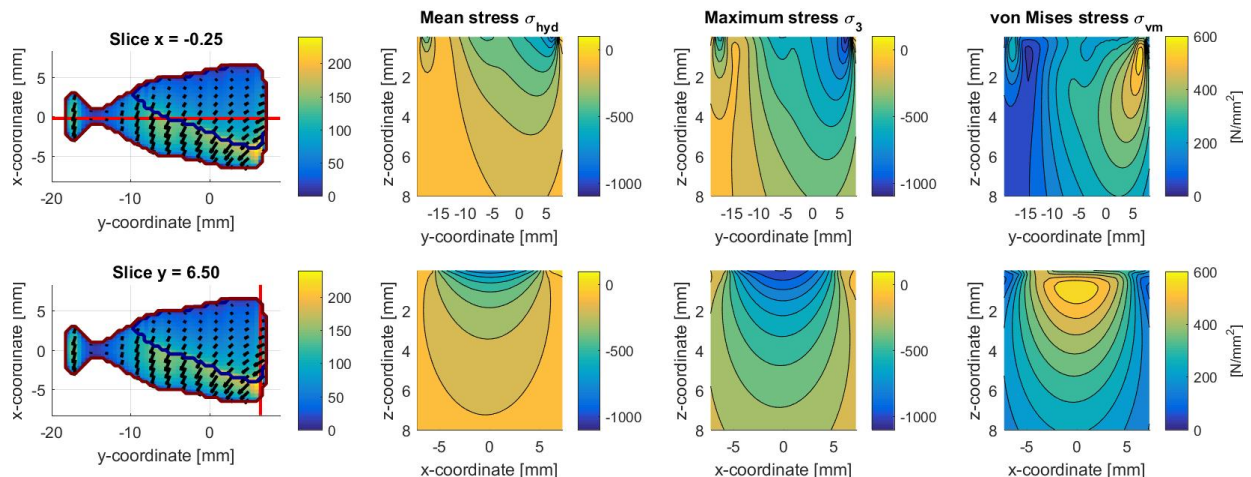 Slice x = -0.25
x-coordinate [mm]
5
0
-5
-20 -10 0
y-coordinate [mm]
200
150
100
50
0
Mean stress σhyd
z-coordinate [mm]
2
4
6
8
-15 -10 -5 0 5
y-coordinate [mm]
0
-500
-1000
Maximum stress σ3
z-coordinate [mm]
2
4
6
8
-15 -10 -5 0 5
y-coordinate [mm]
0
-500
-1000
von Mises stress σvm
z-coordinate [mm]
2
4
6
8
-15 -10 -5 0 5
y-coordinate [mm]
600
400
200
0
[N/mm²]
Slice y = 6.50
x-coordinate [mm]
5
0
-5
-20 -10 0
y-coordinate [mm]
200
150
100
50
0
z-coordinate [mm]
2
4
6
8
-5 0 5
x-coordinate [mm]
0
-500
-1000
z-coordinate [mm]
2
4
6
8
-5 0 5
x-coordinate [mm]
0
-500
-1000
z-coordinate [mm]
2
4
6
8
-5 0 5
x-coordinate [mm]
600
400
200
0
[N/mm²]